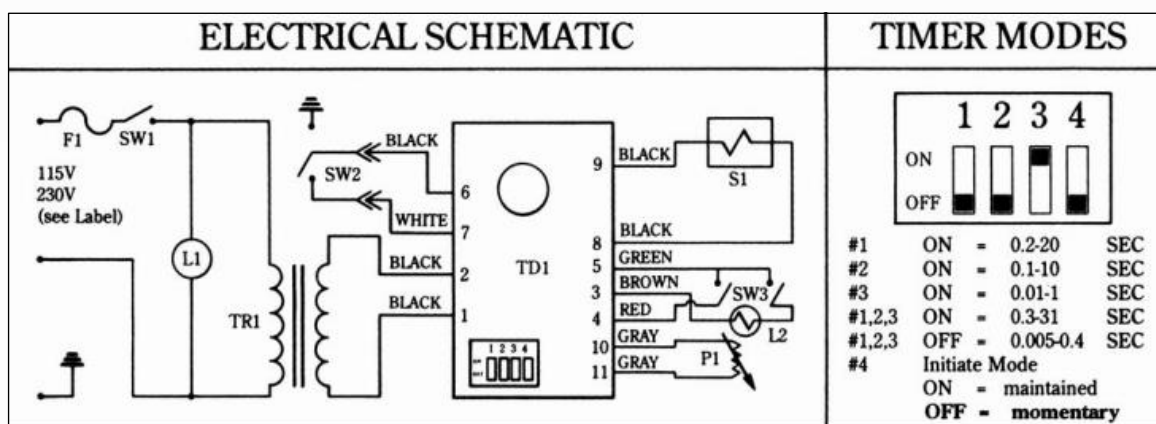 ELECTRICAL SCHEMATIC
F1
SW1
115V
230V
(see Label)
L1
TR1
SW2
BLACK
6
WHITE
7
BLACK
2
BLACK
1
TD1
1 2 3 4
9
BLACK
S1
BLACK
8
GREEN
5
BROWN
3
SW3
RED
4
L2
GRAY
10
P1
GRAY
11
TIMER MODES
1 2 3 4
ON
OFF
#1 ON = 0.2-20 SEC
#2 ON = 0.1-10 SEC
#3 ON = 0.01-1 SEC
#1,2,3 ON = 0.3-31 SEC
#1,2,3 OFF = 0.005-0.4 SEC
#4 Initiate Mode
ON = maintained
OFF = momentary